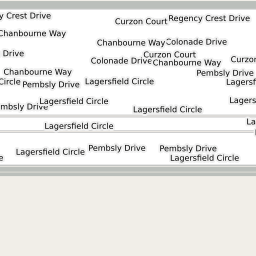 y Crest Drive
Curzon Court
Regency Crest Drive
Chanbourne Way
Chanbourne Way
Colonade Drive
Drive
Curzon Court
Colonade Drive
Chanbourne Way
Curzo
Chanbourne Way
Pembsly Drive
Circle
Pembsly Drive
Lagersfield Circle
Lagersf
mbsly Drive
Lagersfield Circle
Lagers
Lagersfield Circle
La
Lagersfield Circle
Lagersfield Circle
Pembsly Drive
Pembsly Drive
Lagersfield Circle